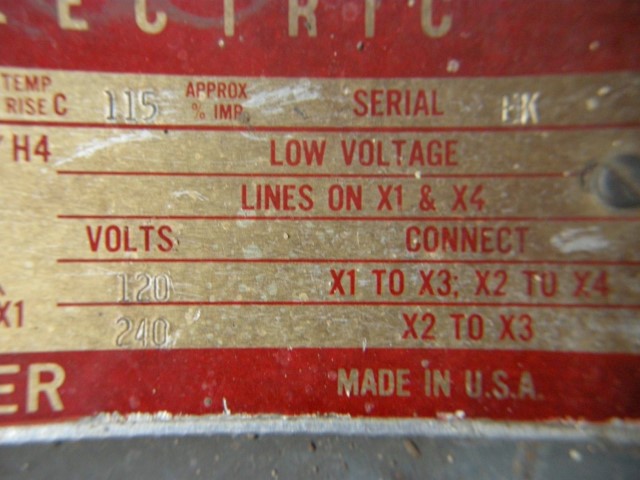 ECTRIC
TEMP RISE C 115 APPROX % IMP. SERIAL
H4 LOW VOLTAGE
LINES ON X1 & X4
VOLTS CONNECT
120 X1 TO X3; X2 TO X4
X1 240 X2 TO X3
ER MADE IN U.S.A.